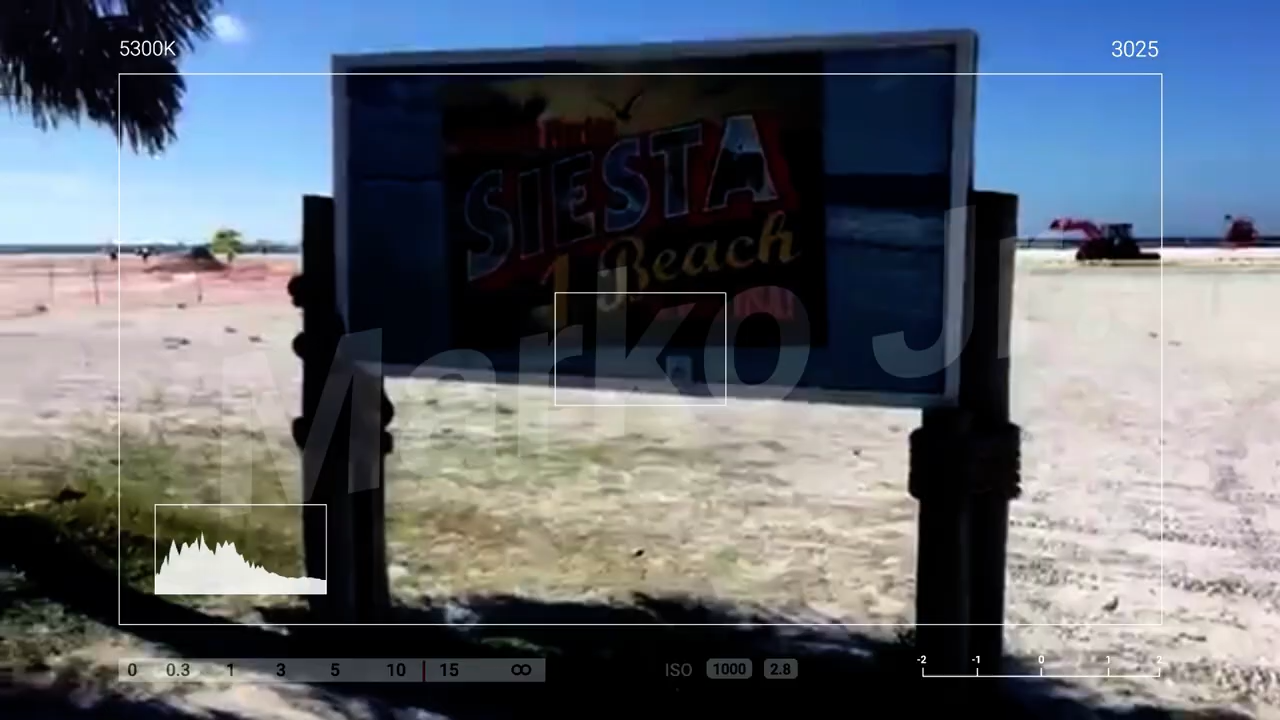 5300K 3025
SIESTA
Beach
Marko
0 0.3 1 3 5 10 15 ∞
ISO 1000 2.8
-2 -1 0 1 2